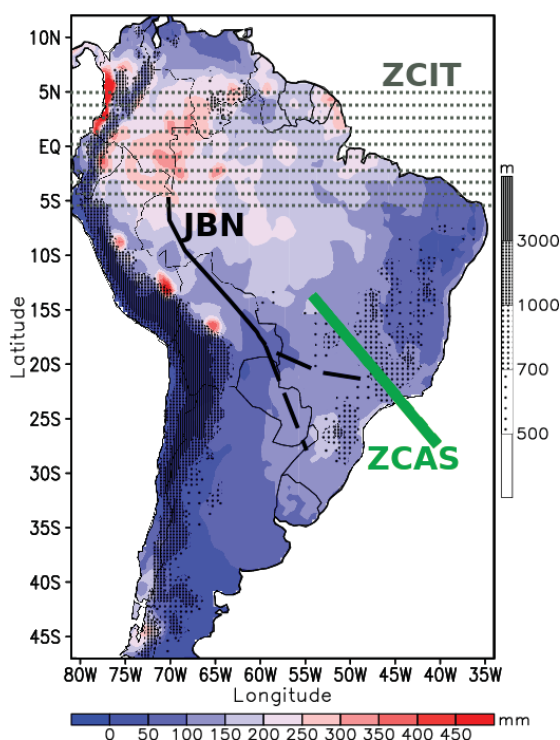 10N
ZCIT
5N
EQ
m
5S
JBN
3000
10S
1000
15S
700
20S
500
25S
ZCAS
30S
35S
40S
45S
80W 75W 70W 65W 60W 55W 50W 45W 40W 35W
Latitude
Longitude
mm
0 50 100 150 200 250 300 350 400 450